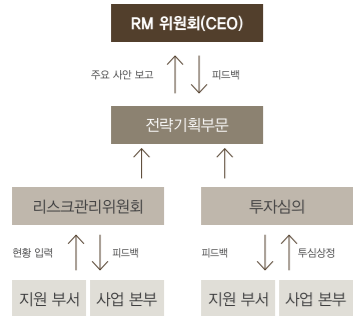 RM 위원회(CEO)
주요 사안 보고
피드백
전략기획부문
리스크관리위원회
투자심의
현황 입력
피드백
피드백
투심상정
지원 부서
사업 본부
지원 부서
사업 본부